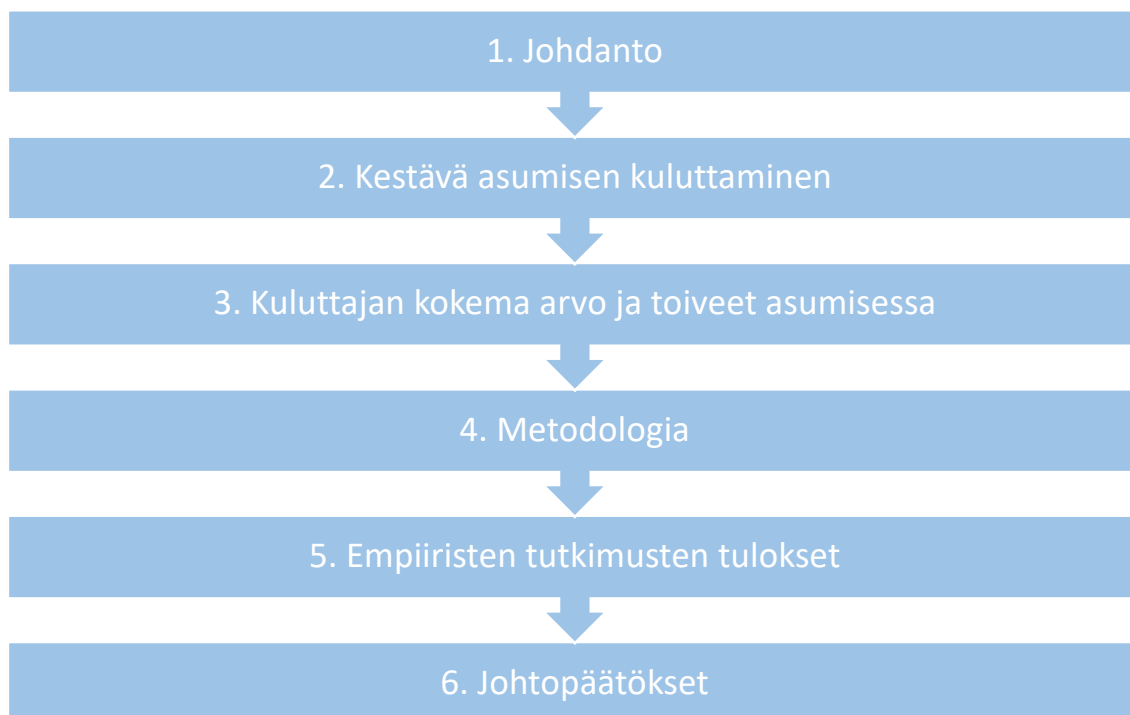 1. Johdanto
2. Kestävä asumisen kuluttaminen
3. Kuluttajan kokema arvo ja toiveet asumisessa
4. Metodologia
5. Empiiristen tutkimusten tulokset
6. Johtopäätökset